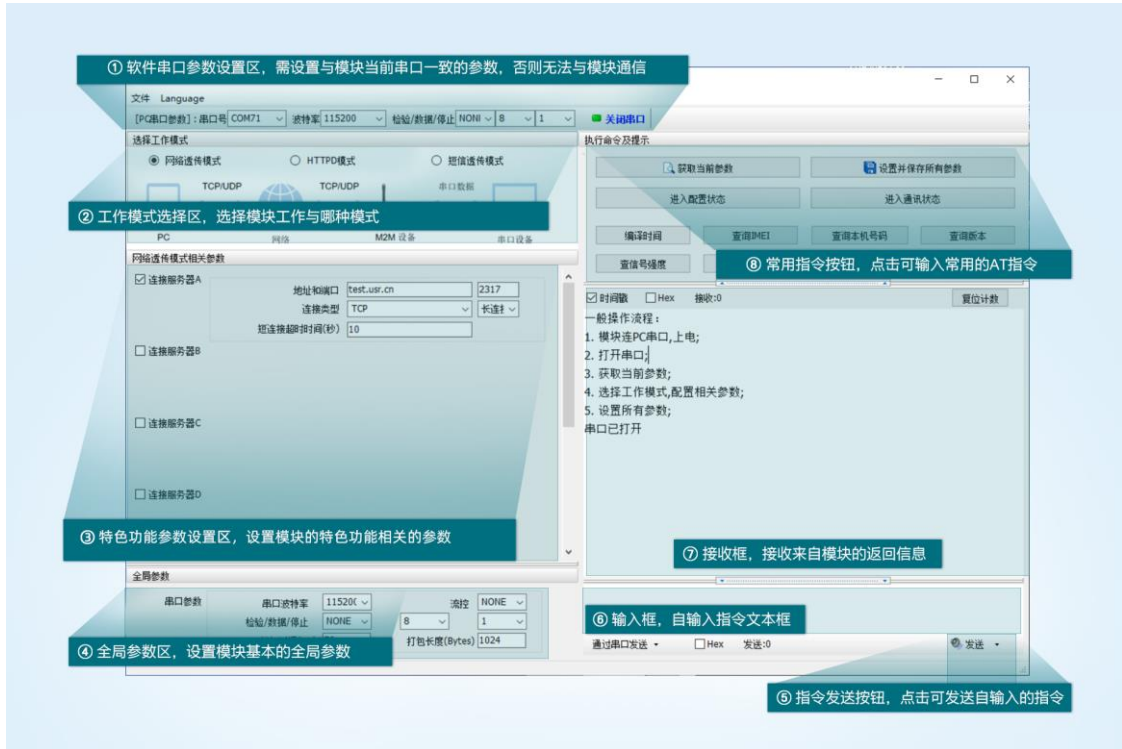 ① 软件串口参数设置区，需设置与模块当前串口一致的参数，否则无法与模块通信
文件 Language
[PC串口参数]：串口号 COM71 波特率 115200 检验/数据/停止 NONI 8 1 关闭串口
选择工作模式
网络透传模式 HTTPD模式 短信透传模式
TCP/UDP TCP/UDP 串口数据
② 工作模式选择区，选择模块工作与哪种模式
PC 网络 M2M 设备 串口设备
网络透传模式相关参数
连接服务器A
地址和端口 test.usr.cn 2317
连接类型 TCP 长连接
短连接超时时间(秒) 10
连接服务器B
连接服务器C
连接服务器D
③ 特色功能参数设置区，设置模块的特色功能相关的参数
全局参数
串口参数 串口波特率 11520( 流控 NONE
检验/数据/停止 NONE 8 1
打包长度(Bytes) 1024
④ 全局参数区，设置模块基本的全局参数
执行命令及提示
获取当前参数 设置并保存所有参数
进入配置状态 进入通讯状态
编译时间 查询IMEI 查询本机号码 查询版本
查信号强度
⑧ 常用指令按钮，点击可输入常用的AT指令
时间戳 Hex 接收:0 复位计数
一般操作流程：
1. 模块连PC串口,上电;
2. 打开串口;
3. 获取当前参数;
4. 选择工作模式,配置相关参数;
5. 设置所有参数;
串口已打开
⑦ 接收框，接收来自模块的返回信息
⑥ 输入框，自输入指令文本框
通过串口发送 Hex 发送:0 发送
⑤ 指令发送按钮，点击可发送自输入的指令